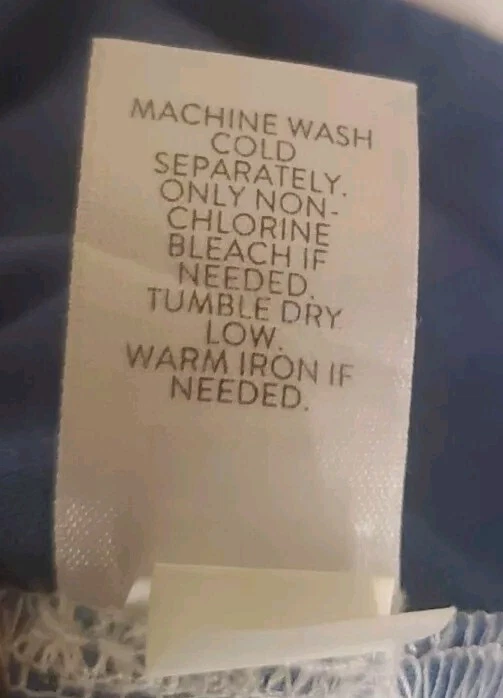 MACHINE WASH
COLD
SEPARATELY.
ONLY NON-
CHLORINE
BLEACH IF
NEEDED.
TUMBLE DRY
LOW.
WARM IRON IF
NEEDED.